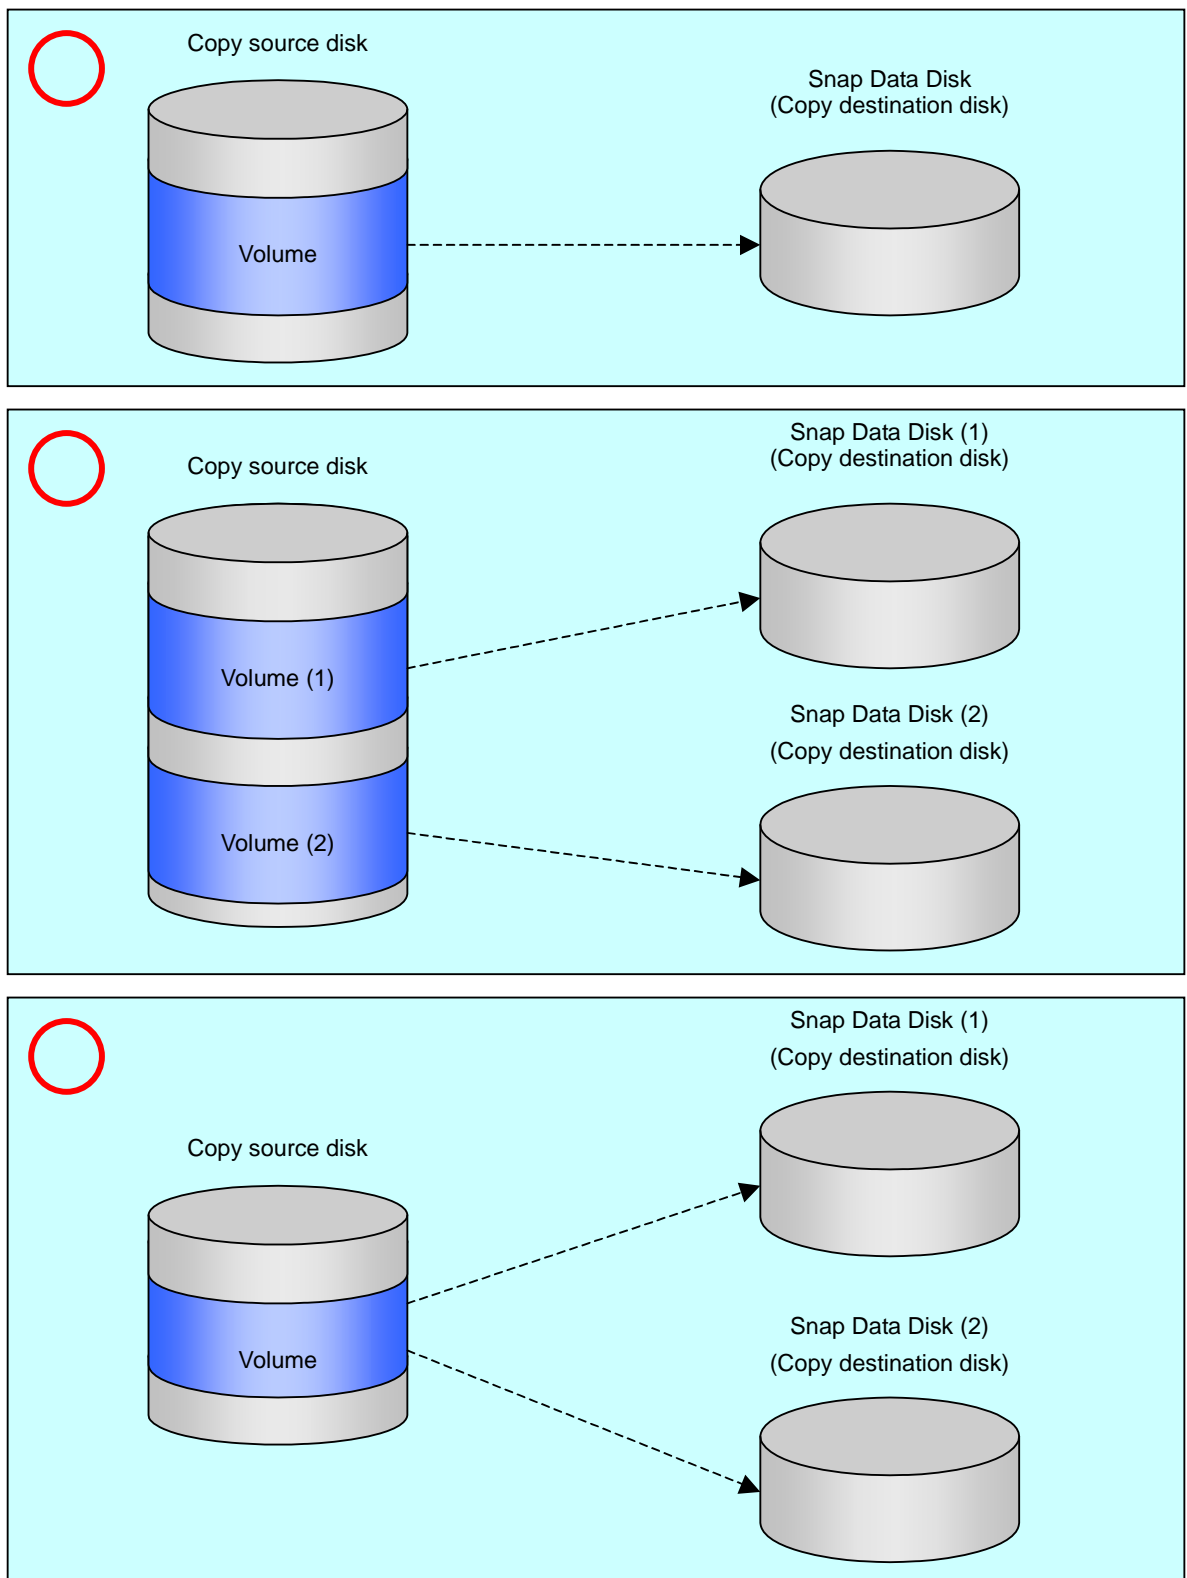 Copy source disk
Snap Data Disk
(Copy destination disk)
Volume
Snap Data Disk (1)
(Copy destination disk)
Copy source disk
Volume (1)
Snap Data Disk (2)
(Copy destination disk)
Volume (2)
Snap Data Disk (1)
(Copy destination disk)
Copy source disk
Snap Data Disk (2)
(Copy destination disk)
Volume